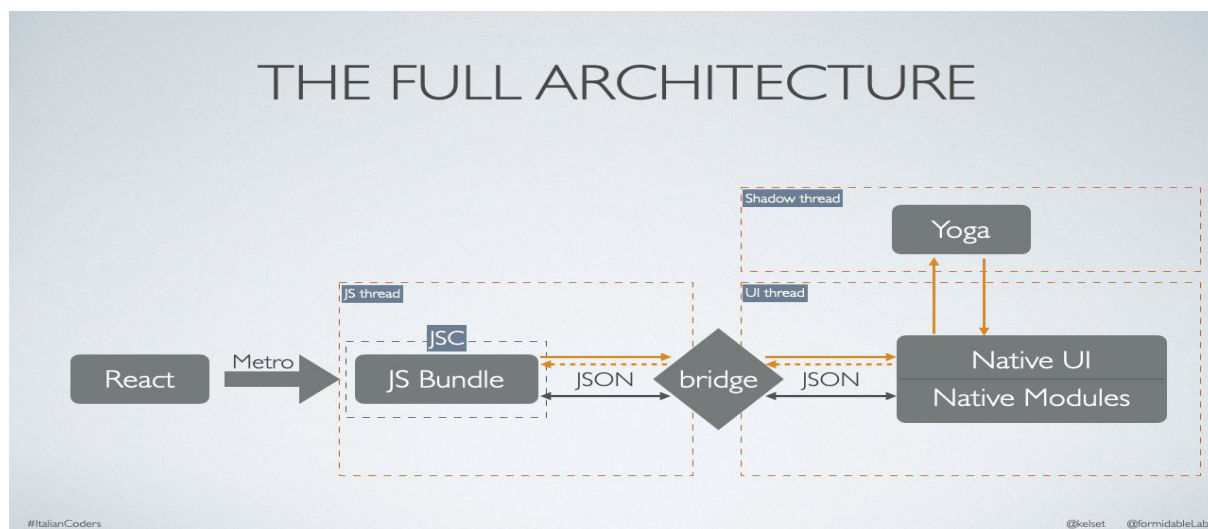 THE FULL ARCHITECTURE
Shadow thread
Yoga
JS thread
UI thread
JSC
React
Metro
JS Bundle
JSON
bridge
JSON
Native UI
Native Modules
#ItalianCoders
@kelset
@formidableLab